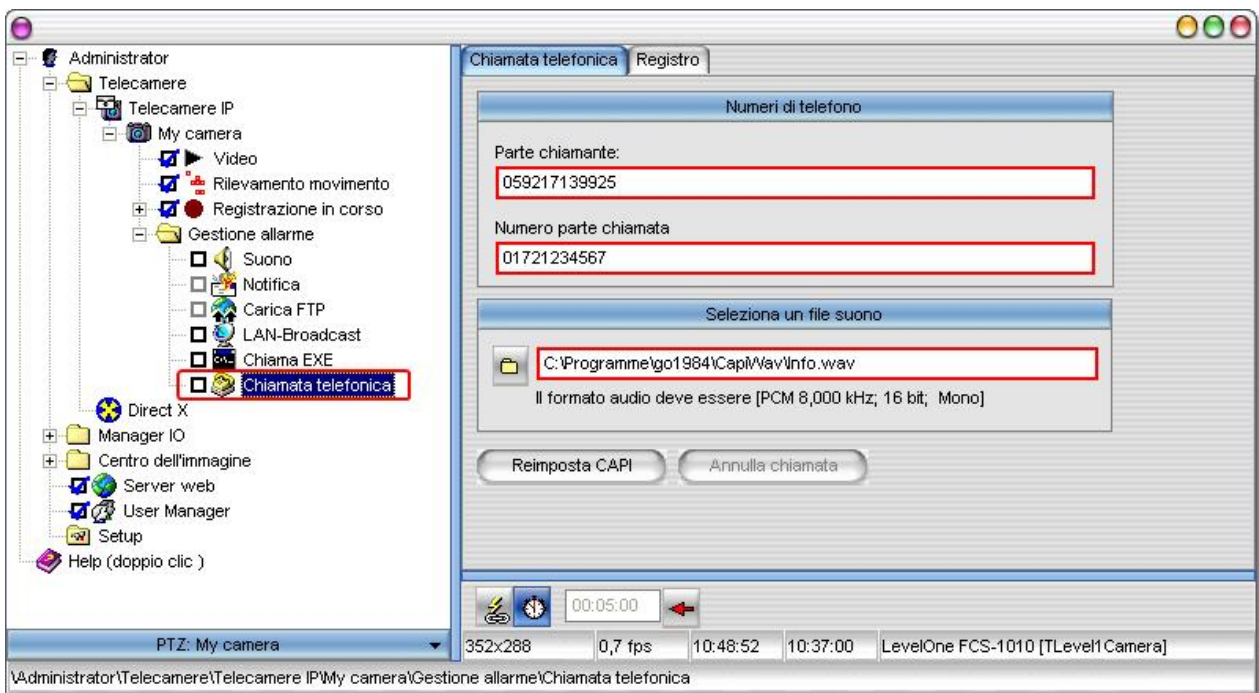 Administrator
Telecamere
Telecamere IP
My camera
Video
Rilevamento movimento
Registrazione in corso
Gestione allarme
Suono
Notifica
Carica FTP
LAN-Broadcast
Chiama EXE
Chiamata telefonica
Direct X
Manager IO
Centro dell'immagine
Server web
User Manager
Setup
Help (doppio clic )
PTZ: My camera
Chiamata telefonica Registro
Numeri di telefono
Parte chiamante:
059217139925
Numero parte chiamata
01721234567
Seleziona un file suono
C:\Programme\go1984\CapiWav\Info.wav
Il formato audio deve essere [PCM 8,000 kHz; 16 bit; Mono]
Reimposta CAPI Annulla chiamata
00:05:00
352x288 0,7 fps 10:48:52 10:37:00 LevelOne FCS-1010 [TLevel1Camera]
\Administrator\Telecamere\Telecamere IP\My camera\Gestione allarme\Chiamata telefonica